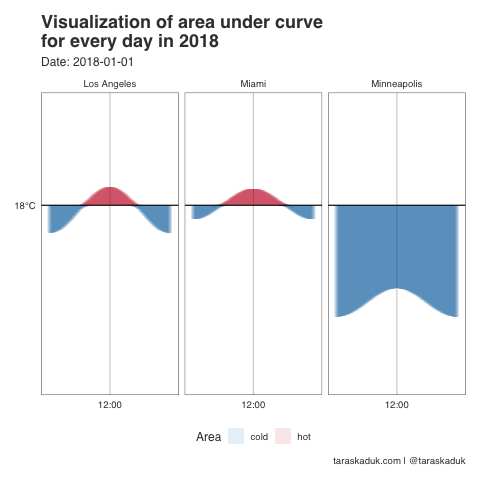 Visualization of area under curve
for every day in 2018
Date: 2018-01-01
Los Angeles
Miami
Minneapolis
18°C
12:00
12:00
12:00
Area
cold
hot
taraskaduk.com | @taraskaduk